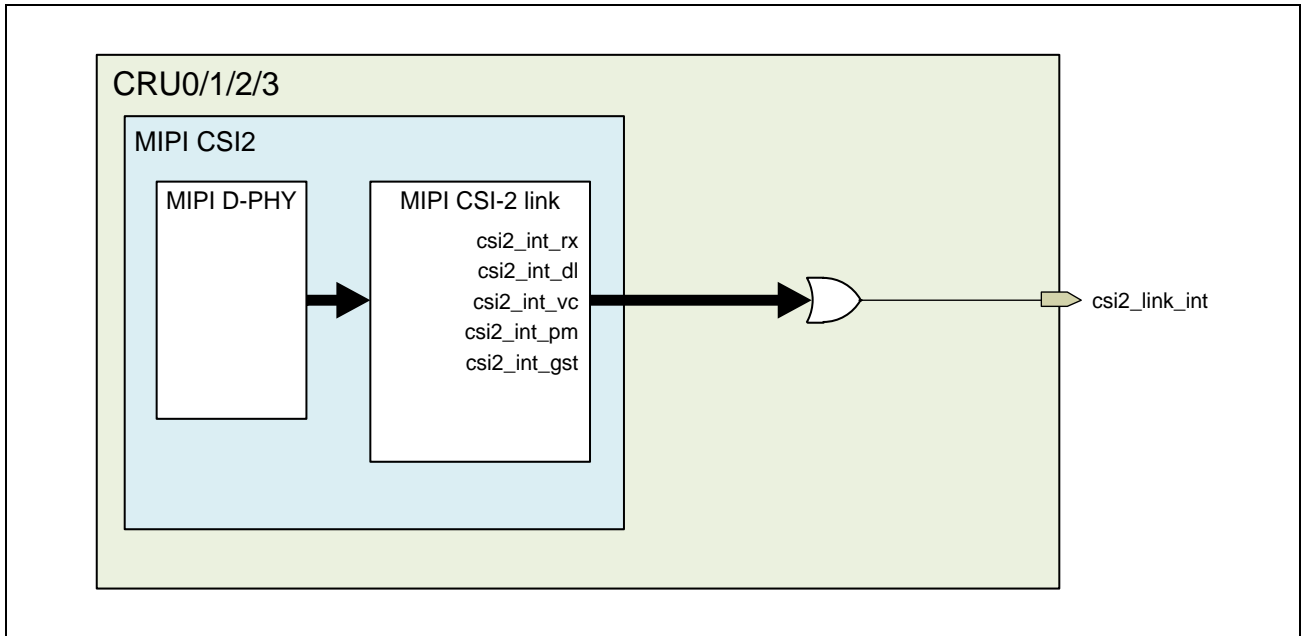 CRU0/1/2/3
MIPI CSI2
MIPI D-PHY
MIPI CSI-2 link
csi2_int_rx
csi2_int_dl
csi2_int_vc
csi2_int_pm
csi2_int_gst
csi2_link_int